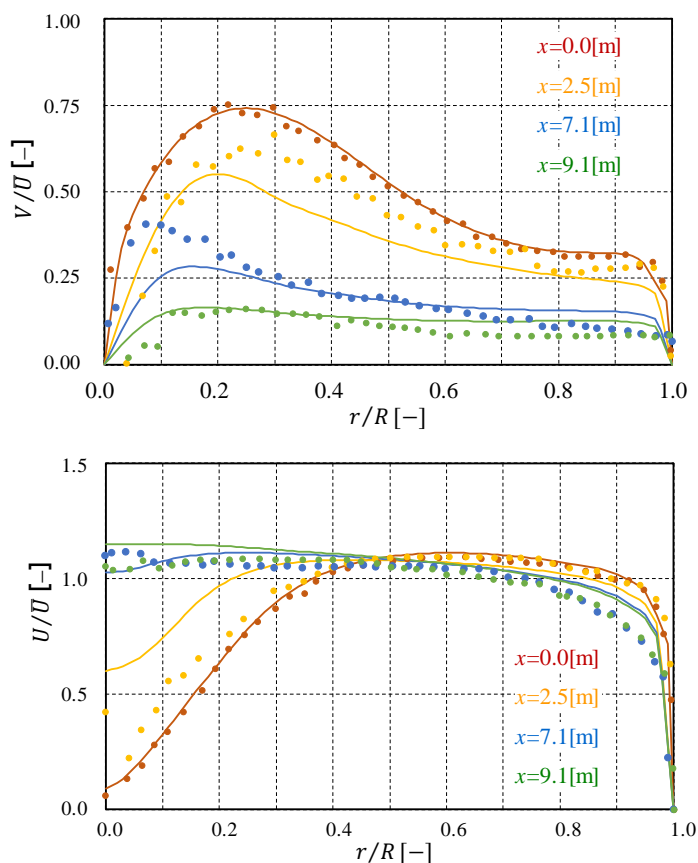 1.00
0.75
0.50
0.25
0.00
V/U̅ [−]
x=0.0[m]
x=2.5[m]
x=7.1[m]
x=9.1[m]
0.0 0.2 0.4 0.6 0.8 1.0
r/R [−]
1.5
1.0
0.5
0.0
U/U̅ [−]
x=0.0[m]
x=2.5[m]
x=7.1[m]
x=9.1[m]
0.0 0.2 0.4 0.6 0.8 1.0
r/R [−]